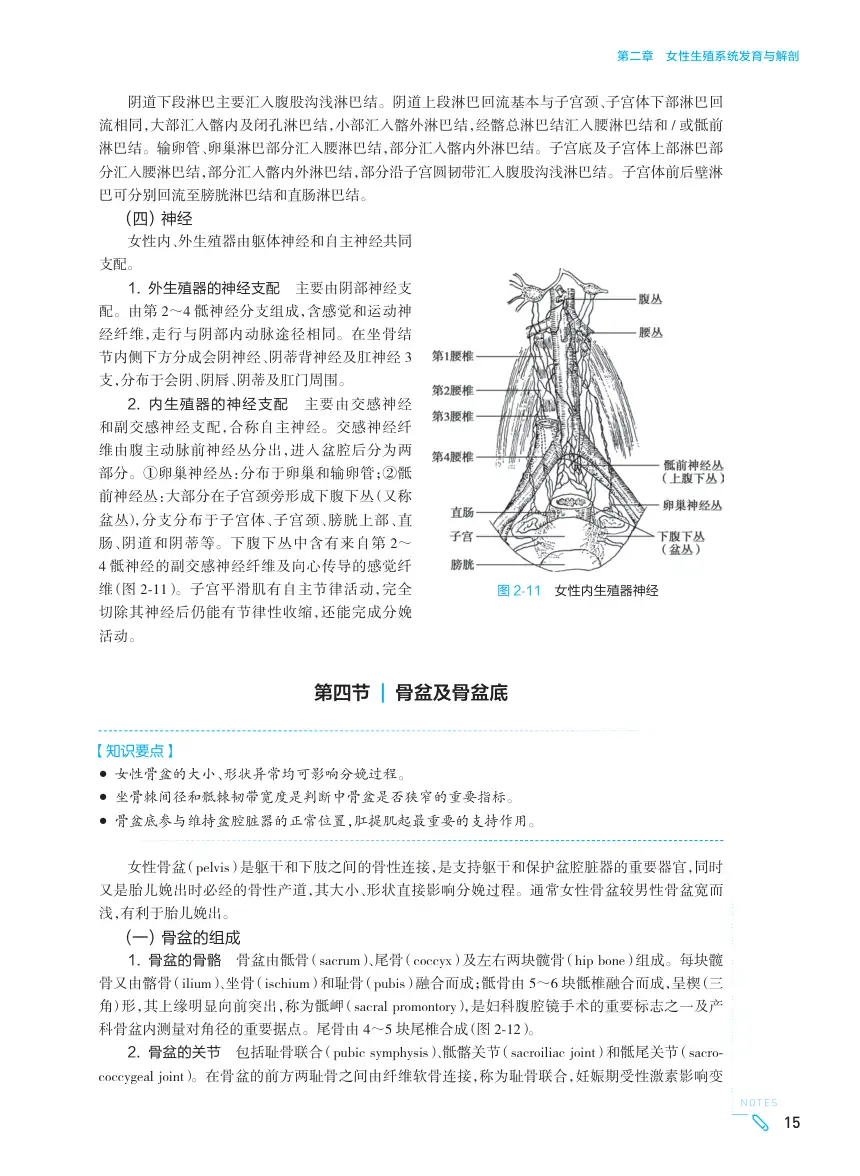 第二章 女性生殖系统发育与解剖
阴道下段淋巴主要汇入腹股沟浅淋巴结。阴道上段淋巴回流基本与子宫颈、子宫体下部淋巴回
流相同，大部汇入髂内及闭孔淋巴结，小部汇入髂外淋巴结，经髂总淋巴结汇入腰淋巴结和 / 或骶前
淋巴结。输卵管、卵巢淋巴部分汇入腰淋巴结，部分汇入髂内外淋巴结。子宫底及子宫体上部淋巴部
分汇入腰淋巴结，部分汇入髂内外淋巴结，部分沿子宫圆韧带汇入腹股沟浅淋巴结。子宫体前后壁淋
巴可分别回流至膀胱淋巴结和直肠淋巴结。
（四）神经
女性内、外生殖器由躯体神经和自主神经共同
支配。
1. 外生殖器的神经支配 主要由阴部神经支
配。由第 2～4 骶神经分支组成，含感觉和运动神
经纤维，走行与阴部内动脉途径相同。在坐骨结
节内侧下方分成会阴神经、阴蒂背神经及肛神经 3
支，分布于会阴、阴唇、阴蒂及肛门周围。
2. 内生殖器的神经支配 主要由交感神经
和副交感神经支配，合称自主神经。交感神经纤
维由腹主动脉前神经丛分出，进入盆腔后分为两
部分。①卵巢神经丛：分布于卵巢和输卵管；②骶
前神经丛：大部分在子宫颈旁形成下腹下丛（又称
盆丛），分支分布于子宫体、子宫颈、膀胱上部、直
肠、阴道和阴蒂等。下腹下丛中含有来自第 2～
4 骶神经的副交感神经纤维及向心传导的感觉纤
维（图 2-11）。子宫平滑肌有自主节律活动，完全
切除其神经后仍能有节律性收缩，还能完成分娩
活动。
腹丛
腰丛
第1腰椎
第2腰椎
第3腰椎
第4腰椎
骶前神经丛
（上腹下丛）
卵巢神经丛
直肠
子宫
下腹下丛
（盆丛）
膀胱
图 2-11 女性内生殖器神经
第四节 | 骨盆及骨盆底
【知识要点】
● 女性骨盆的大小、形状异常均可影响分娩过程。
● 坐骨棘间径和骶棘韧带宽度是判断中骨盆是否狭窄的重要指标。
● 骨盆底参与维持盆腔脏器的正常位置，肛提肌起最重要的支持作用。
女性骨盆（pelvis）是躯干和下肢之间的骨性连接，是支持躯干和保护盆腔脏器的重要器官，同时
又是胎儿娩出时必经的骨性产道，其大小、形状直接影响分娩过程。通常女性骨盆较男性骨盆宽而
浅，有利于胎儿娩出。
（一）骨盆的组成
1. 骨盆的骨骼 骨盆由骶骨（sacrum）、尾骨（coccyx）及左右两块髋骨（hip bone）组成。每块髋
骨又由髂骨（ilium）、坐骨（ischium）和耻骨（pubis）融合而成；骶骨由 5～6 块骶椎融合而成，呈楔（三
角）形，其上缘明显向前突出，称为骶岬（sacral promontory），是妇科腹腔镜手术的重要标志之一及产
科骨盆内测量对角径的重要据点。尾骨由 4～5 块尾椎合成（图 2-12）。
2. 骨盆的关节 包括耻骨联合（pubic symphysis）、骶髂关节（sacroiliac joint）和骶尾关节（sacro-
coccygeal joint）。在骨盆的前方两耻骨之间由纤维软骨连接，称为耻骨联合，妊娠期受性激素影响变
NOTES
15